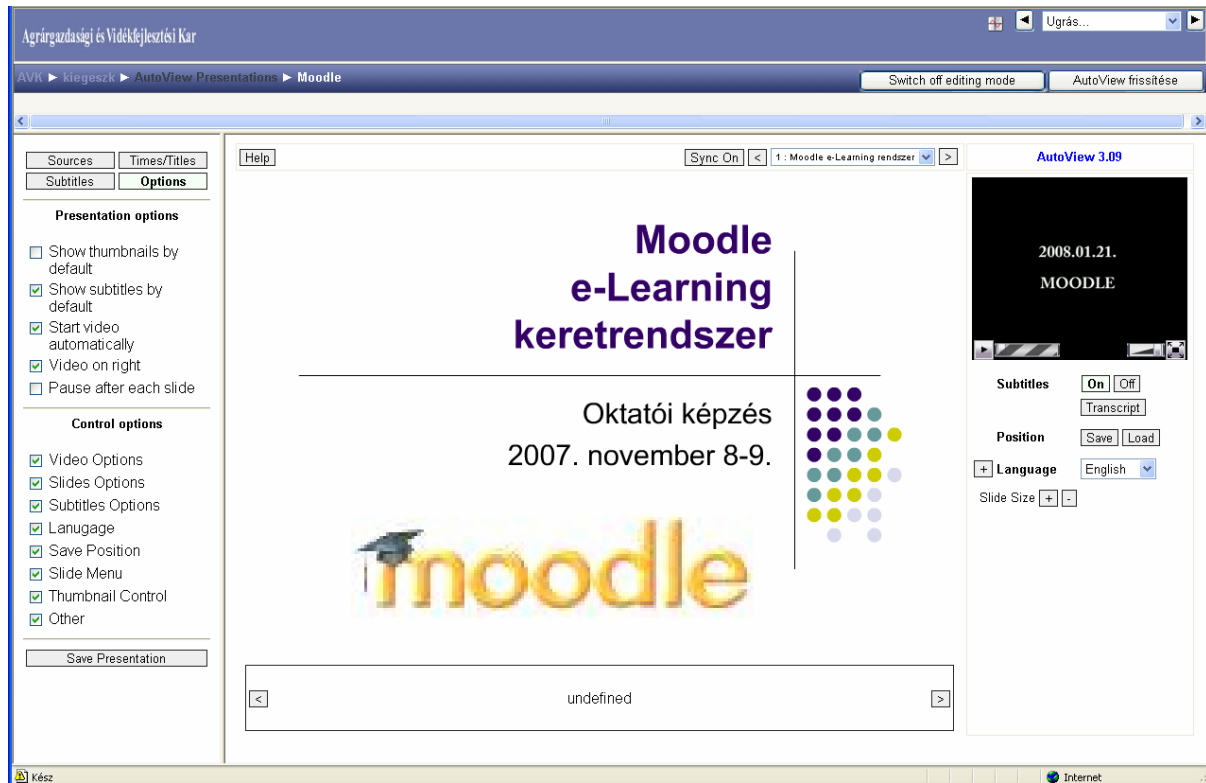 Agrárgazdasági és Vidékfejlesztési Kar
Ugrás...
AVK ► kiegeszk ► AutoView Presentations ► Moodle
Switch off editing mode
AutoView frissítése
Sources
Times/Titles
Subtitles
Options
Presentation options
Show thumbnails by
default
Show subtitles by
default
Start video
automatically
Video on right
Pause after each slide
Control options
Video Options
Slides Options
Subtitles Options
Lanugage
Save Position
Slide Menu
Thumbnail Control
Other
Save Presentation
Help
Sync On
<
1 : Moodle e-Learning rendszer
>
Moodle
e-Learning
keretrendszer
Oktatói képzés
2007. november 8-9.
moodle
<
undefined
>
AutoView 3.09
2008.01.21.
MOODLE
Subtitles On Off
Transcript
Position Save Load
+ Language English
Slide Size + -
Kész
Internet